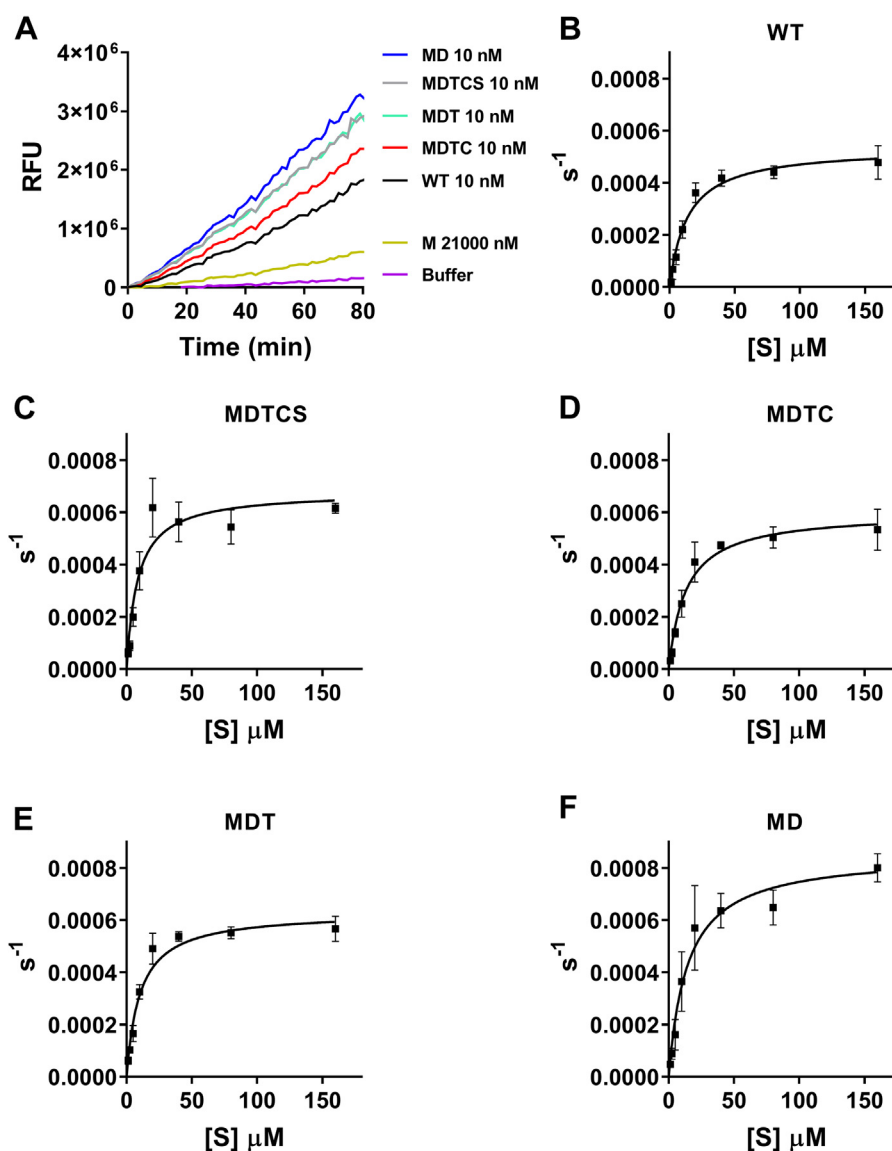 A
RFU
4×10⁶
3×10⁶
2×10⁶
1×10⁶
0
0 20 40 60 80
Time (min)
MD 10 nM
MDTCS 10 nM
MDT 10 nM
MDTC 10 nM
WT 10 nM
M 21000 nM
Buffer
B
WT
s⁻¹
0.0008
0.0006
0.0004
0.0002
0.0000
0 50 100 150
[S] μM
C
MDTCS
s⁻¹
0.0008
0.0006
0.0004
0.0002
0.0000
0 50 100 150
[S] μM
D
MDTC
s⁻¹
0.0008
0.0006
0.0004
0.0002
0.0000
0 50 100 150
[S] μM
E
MDT
s⁻¹
0.0008
0.0006
0.0004
0.0002
0.0000
0 50 100 150
[S] μM
F
MD
s⁻¹
0.0008
0.0006
0.0004
0.0002
0.0000
0 50 100 150
[S] μM